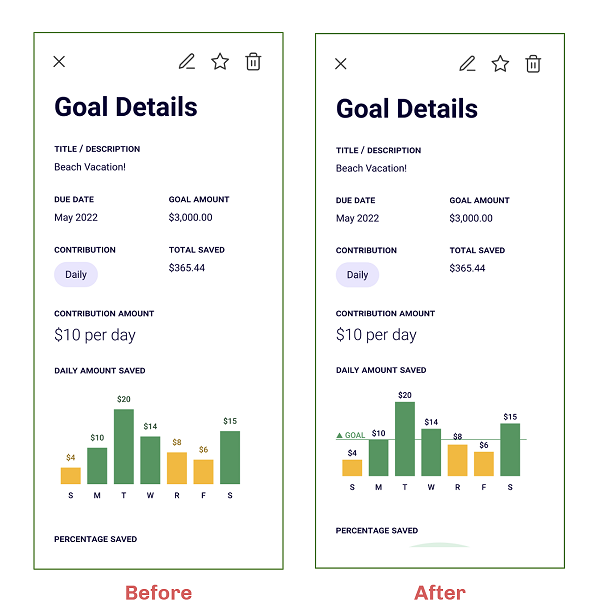 Goal Details
TITLE / DESCRIPTION
Beach Vacation!
DUE DATE GOAL AMOUNT
May 2022 $3,000.00
CONTRIBUTION TOTAL SAVED
Daily $365.44
CONTRIBUTION AMOUNT
$10 per day
DAILY AMOUNT SAVED
$4 $10 $20 $14 $8 $6 $15
S M T W R F S
PERCENTAGE SAVED
Before
Goal Details
TITLE / DESCRIPTION
Beach Vacation!
DUE DATE GOAL AMOUNT
May 2022 $3,000.00
CONTRIBUTION TOTAL SAVED
Daily $365.44
CONTRIBUTION AMOUNT
$10 per day
DAILY AMOUNT SAVED
▲ GOAL
$4 $10 $20 $14 $8 $6 $15
S M T W R F S
PERCENTAGE SAVED
After